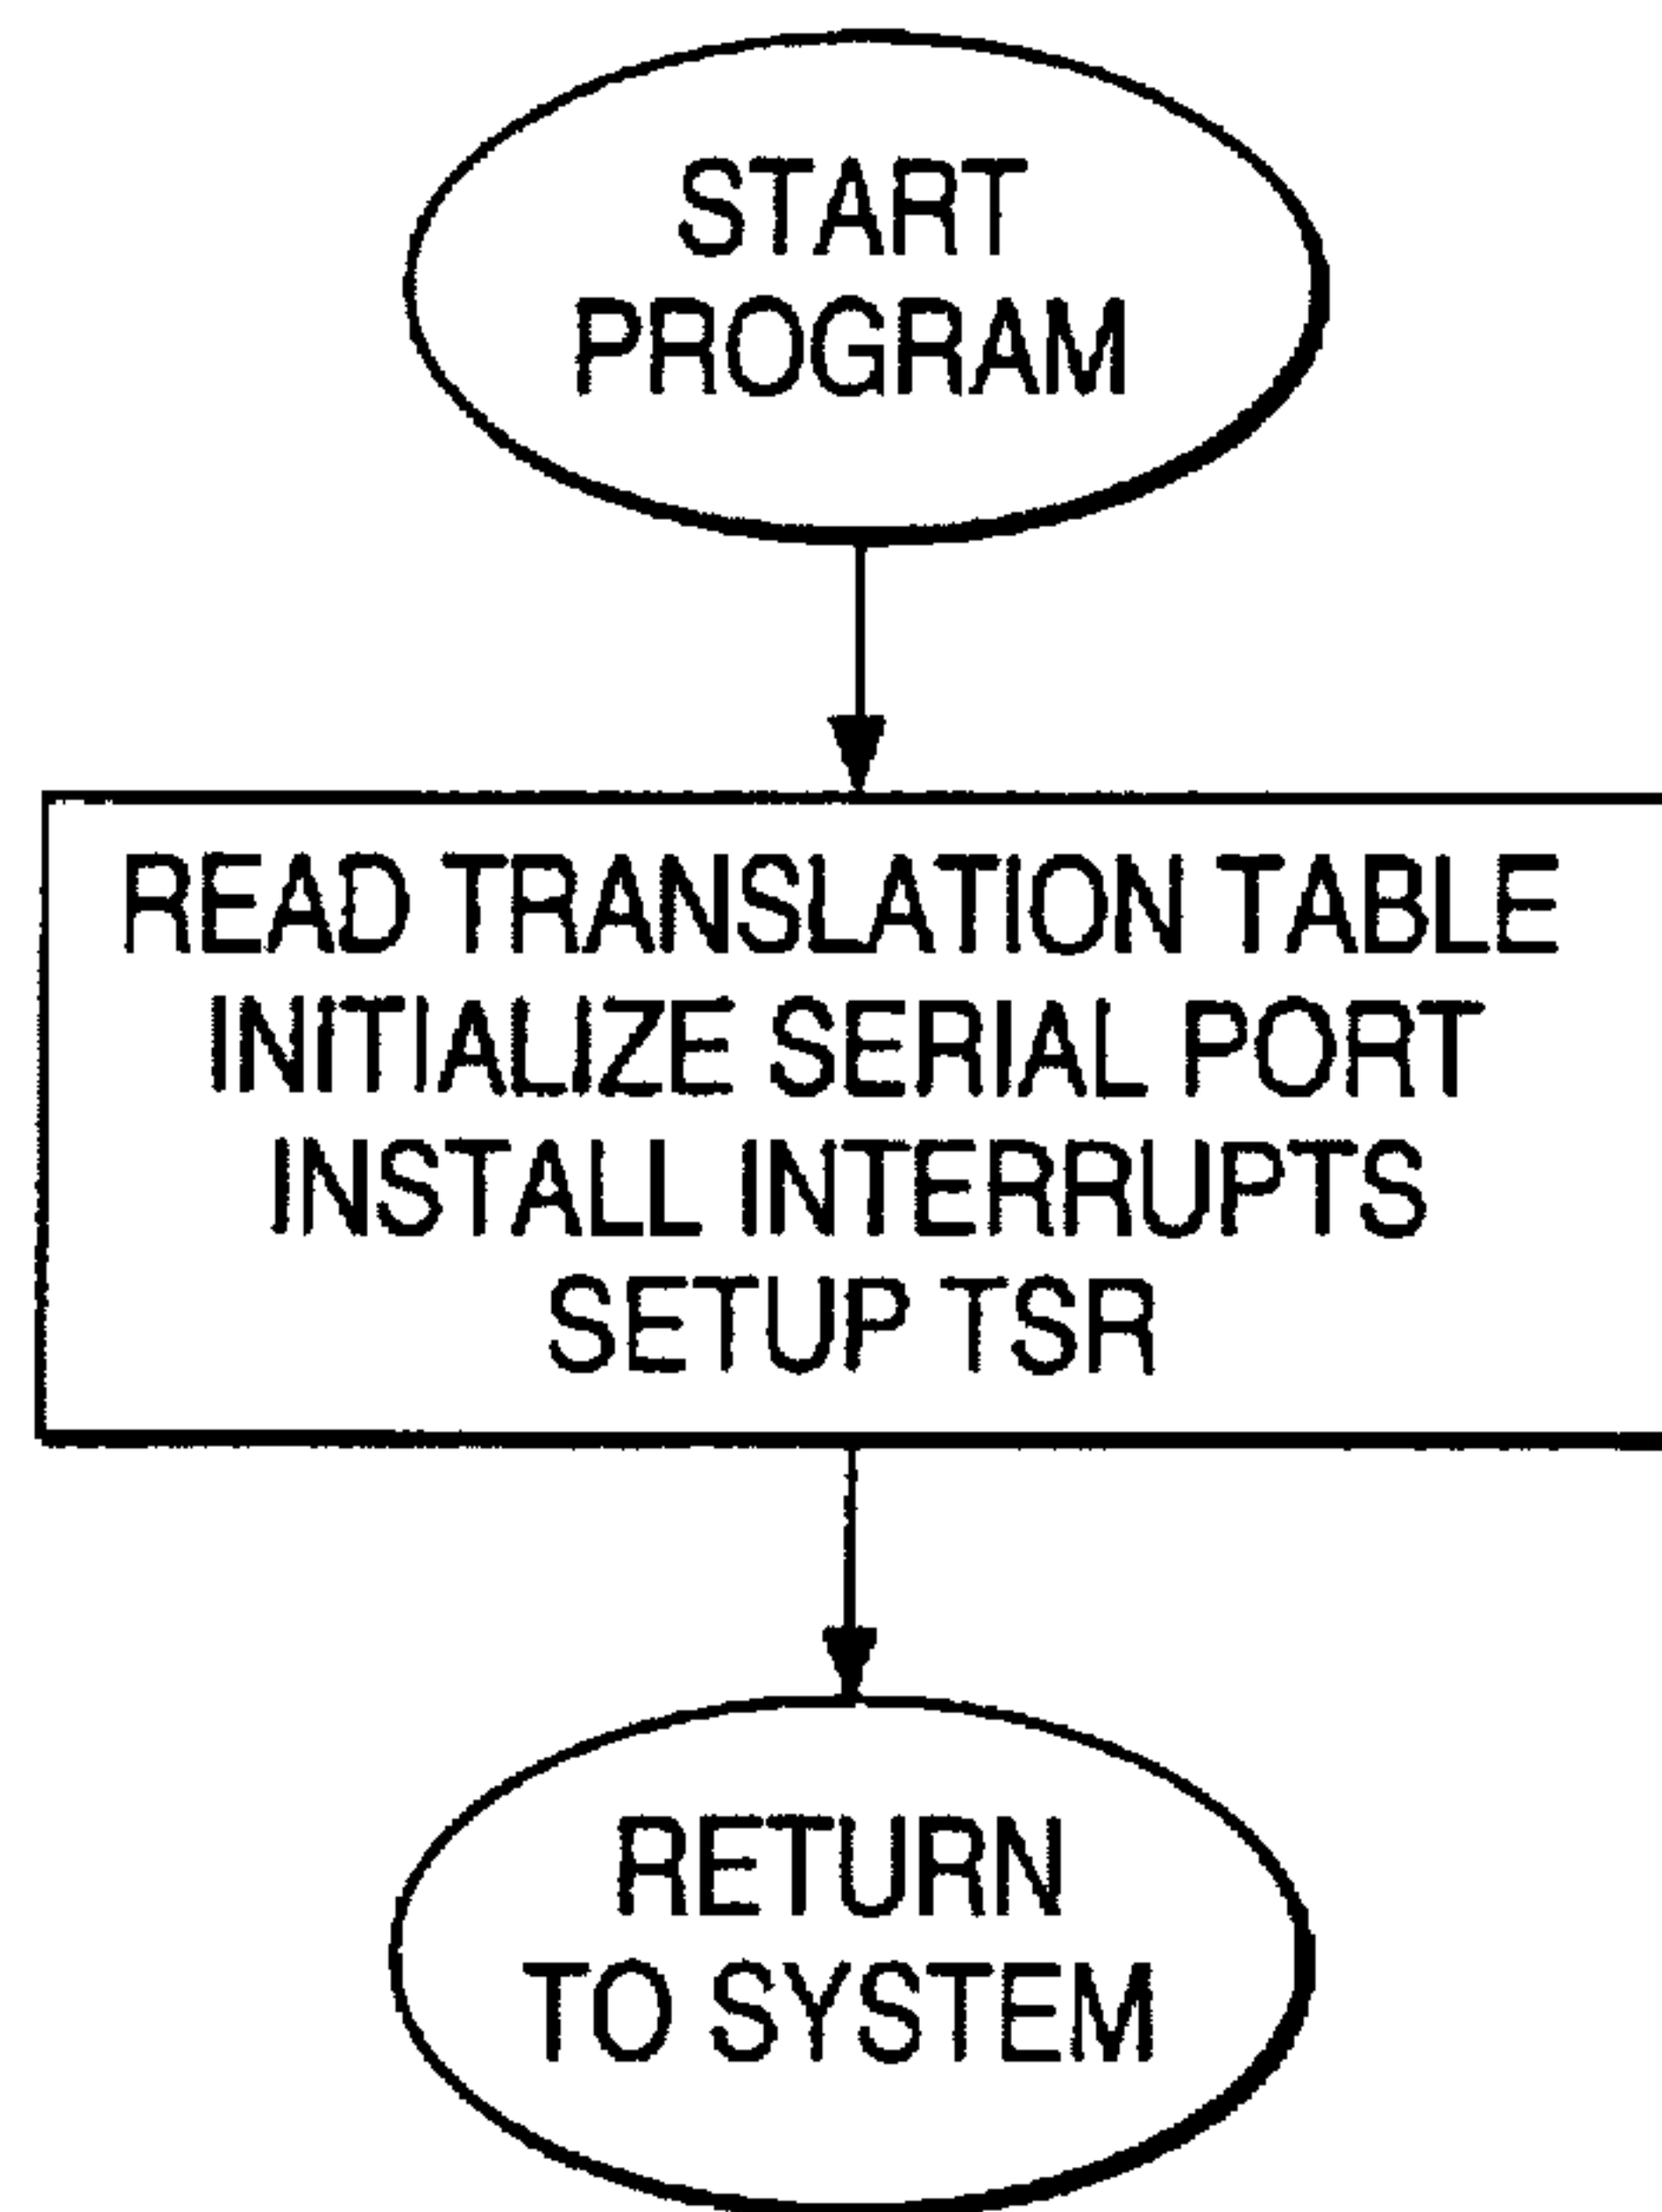 START
PROGRAM
READ TRANSLATION TABLE
INITIALIZE SERIAL PORT
INSTALL INTERRUPTS
SETUP TSR
RETURN
TO SYSTEM